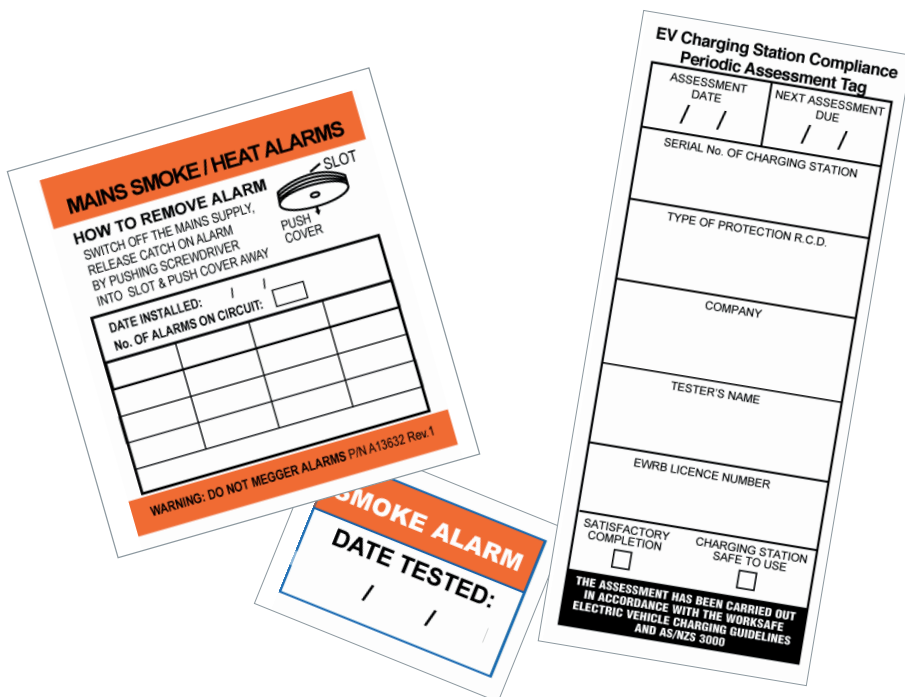 MAINS SMOKE / HEAT ALARMS
HOW TO REMOVE ALARM
SWITCH OFF THE MAINS SUPPLY,
RELEASE CATCH ON ALARM
BY PUSHING SCREWDRIVER
INTO SLOT & PUSH COVER AWAY
SLOT
PUSH
COVER
DATE INSTALLED: / /
No. OF ALARMS ON CIRCUIT:
WARNING: DO NOT MEGGER ALARMS P/N A13632 Rev.1
SMOKE ALARM
DATE TESTED:
/ /
EV Charging Station Compliance
Periodic Assessment Tag
ASSESSMENT
DATE
/ /
NEXT ASSESSMENT
DUE
/ /
SERIAL No. OF CHARGING STATION
TYPE OF PROTECTION R.C.D.
COMPANY
TESTER'S NAME
EWRB LICENCE NUMBER
SATISFACTORY
COMPLETION
CHARGING STATION
SAFE TO USE
THE ASSESSMENT HAS BEEN CARRIED OUT
IN ACCORDANCE WITH THE WORKSAFE
ELECTRIC VEHICLE CHARGING GUIDELINES
AND AS/NZS 3000